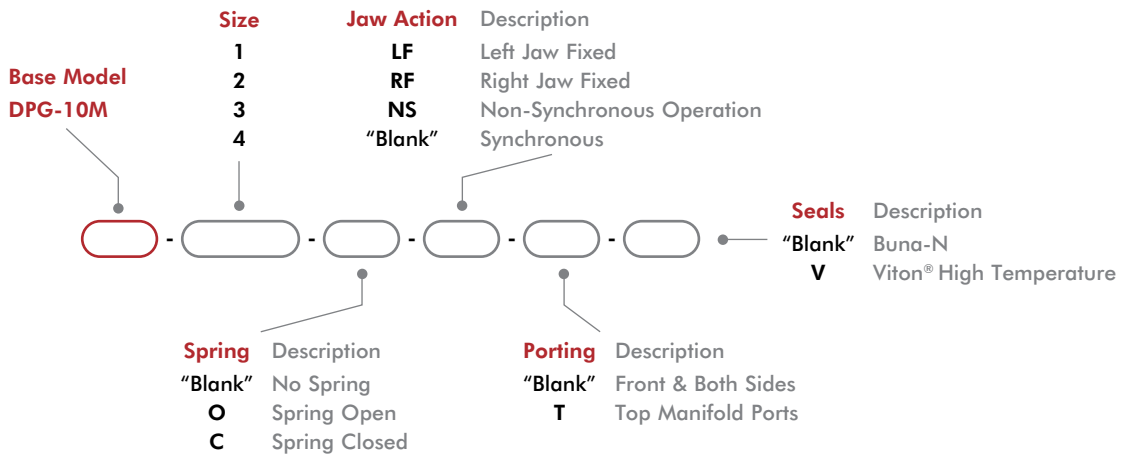 Size Jaw Action Description
1 LF Left Jaw Fixed
Base Model 2 RF Right Jaw Fixed
DPG-10M 3 NS Non-Synchronous Operation
4 “Blank” Synchronous
- - - - -
Seals Description
“Blank” Buna-N
V Viton® High Temperature
Spring Description
“Blank” No Spring
O Spring Open
C Spring Closed
Porting Description
“Blank” Front & Both Sides
T Top Manifold Ports